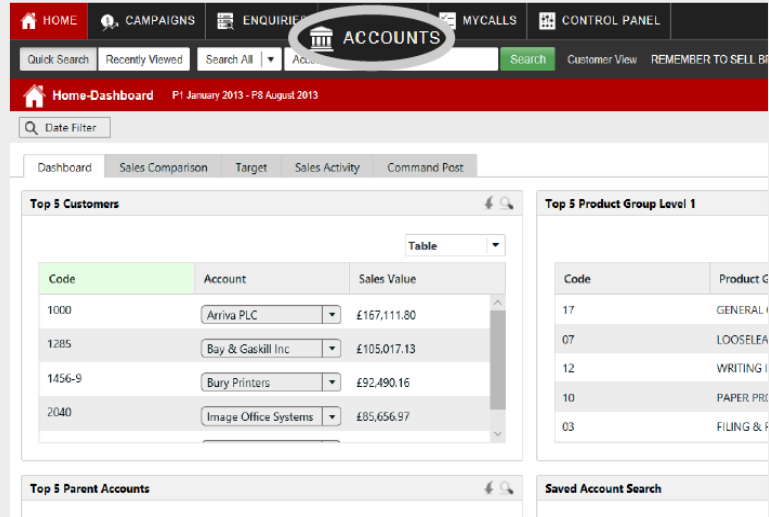 HOME CAMPAIGNS ENQUIRIES ACCOUNTS MYCALLS CONTROL PANEL
Quick Search Recently Viewed Search All Search Customer View REMEMBER TO SELL
Home-Dashboard P1 January 2013 - P8 August 2013
Date Filter
Dashboard Sales Comparison Target Sales Activity Command Post
Top 5 Customers
Table
Code Account Sales Value
1000 Arriva PLC £167,111.80
1285 Bay & Gaskill Inc £105,017.13
1456-9 Bury Printers £92,490.16
2040 Image Office Systems £85,656.97
Top 5 Product Group Level 1
Code Product
17 GENERAL
07 LOOSELEA
12 WRITING
10 PAPER PR
03 FILING &
Top 5 Parent Accounts
Saved Account Search